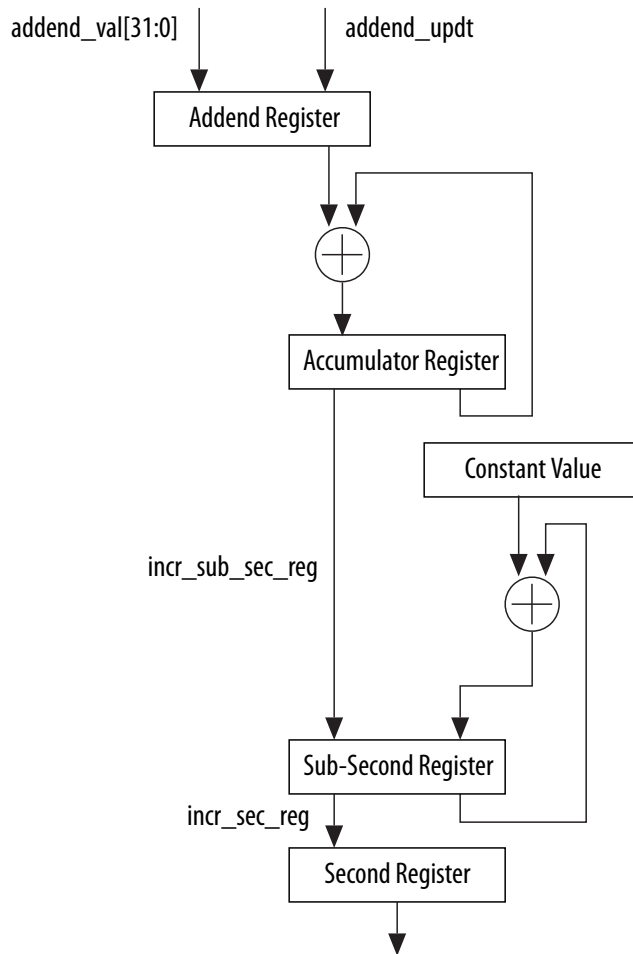 addend_val[31:0]
addend_updt
Addend Register
Accumulator Register
Constant Value
incr_sub_sec_reg
Sub-Second Register
incr_sec_reg
Second Register